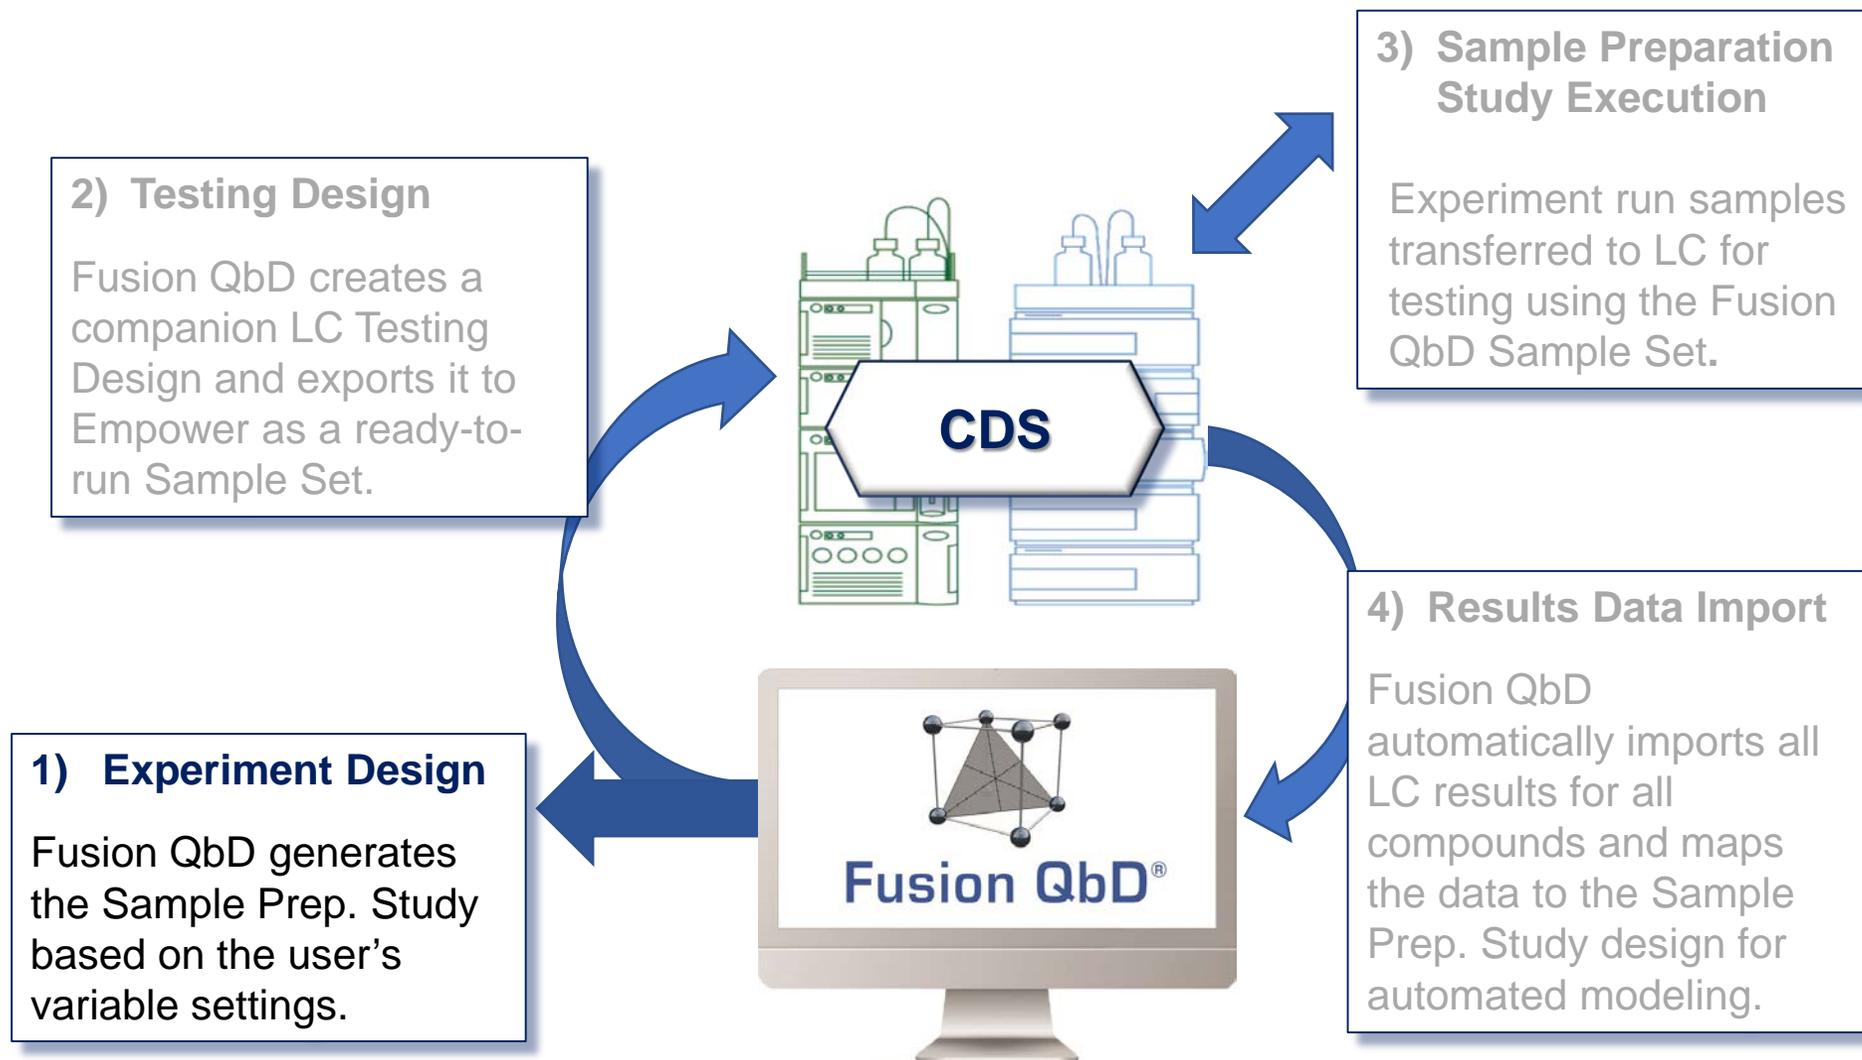 1) Experiment Design
Fusion QbD generates
the Sample Prep. Study
based on the user’s
variable settings.
2) Testing Design
Fusion QbD creates a
companion LC Testing
Design and exports it to
Empower as a ready-to-
run Sample Set.
3) Sample Preparation
Study Execution
Experiment run samples
transferred to LC for
testing using the Fusion
QbD Sample Set.
4) Results Data Import
Fusion QbD
automatically imports all
LC results for all
compounds and maps
the data to the Sample
Prep. Study design for
automated modeling.
CDS
Fusion QbD®